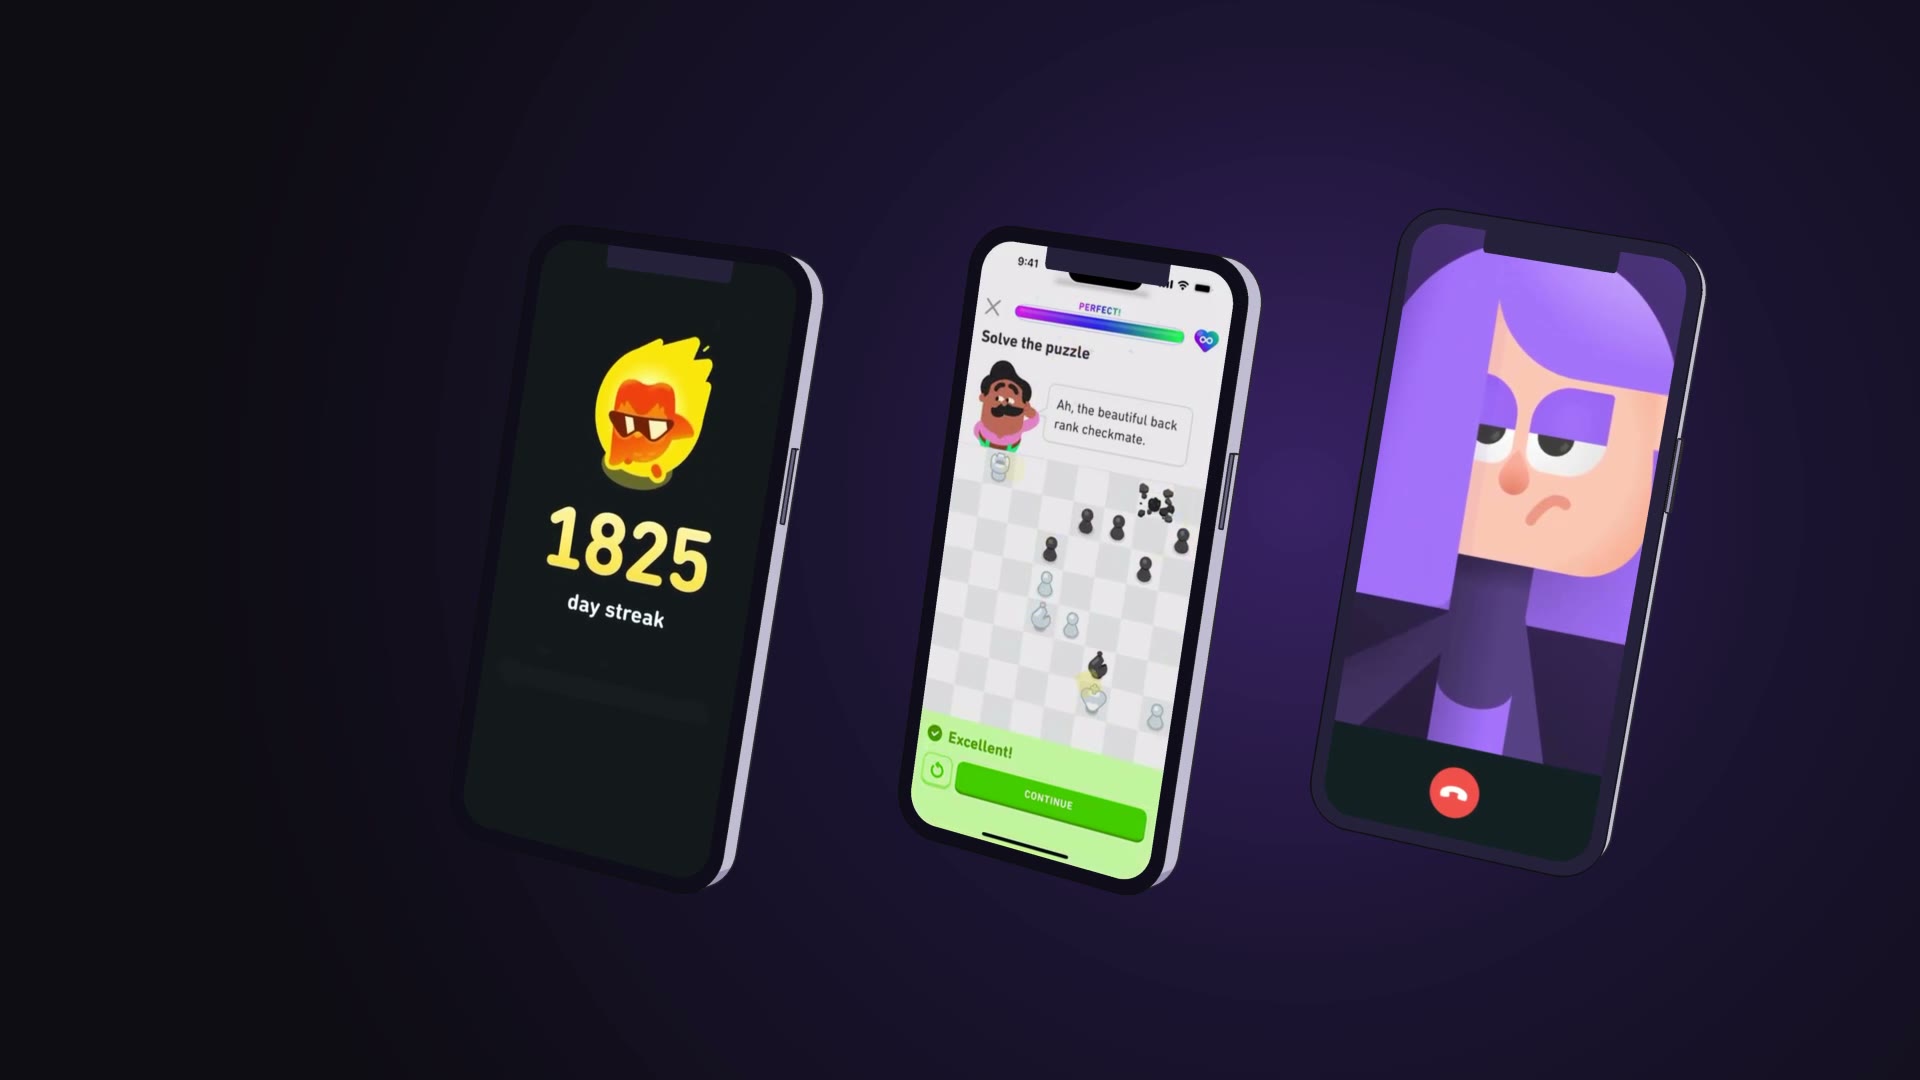 1825
day streak
9:41
PERFECT!
Solve the puzzle
Ah, the beautiful back
rank checkmate.
Excellent!
CONTINUE